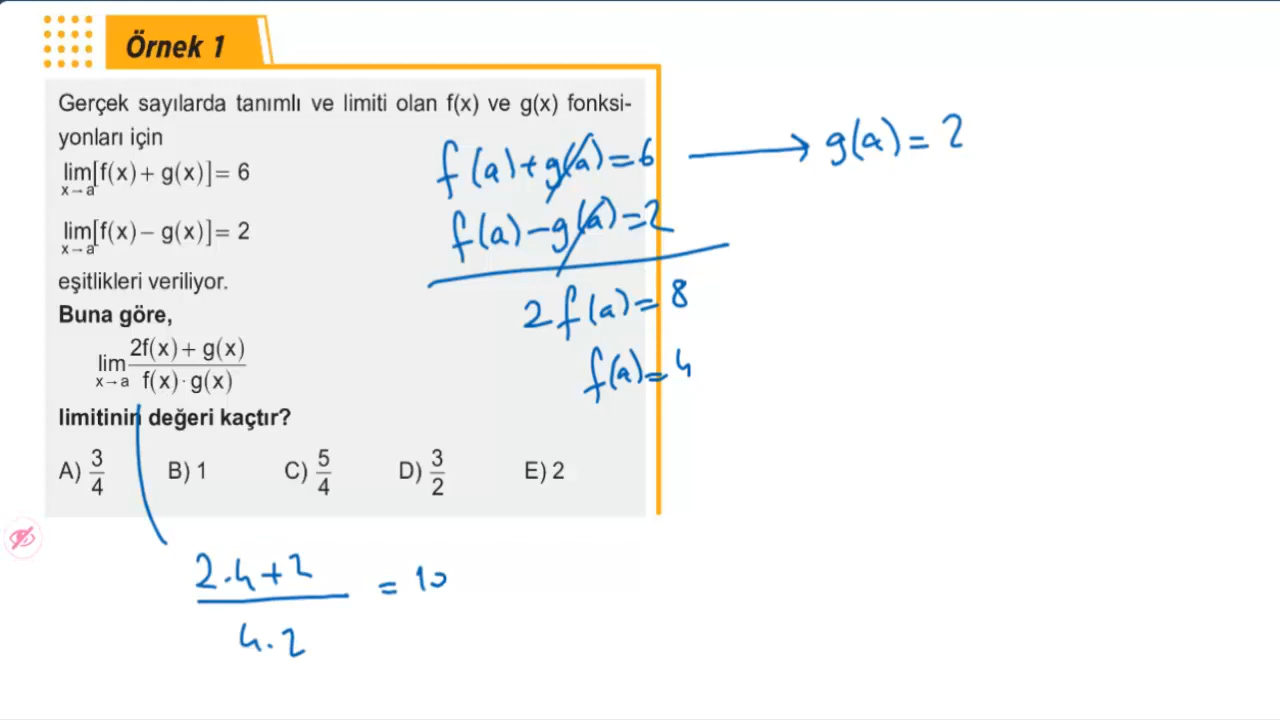 Örnek 1
Gerçek sayılarda tanımlı ve limiti olan f(x) ve g(x) fonksi-
yonları için
lim[f(x) + g(x)] = 6
x→a
lim[f(x) − g(x)] = 2
x→a
eşitlikleri veriliyor.
Buna göre,
2f(x) + g(x)
lim
x→a f(x) · g(x)
limitinin değeri kaçtır?
A) 3/4 B) 1 C) 5/4 D) 3/2 E) 2
f(a) + g(a) = 6 → g(a) = 2
f(a) − g(a) = 2
2f(a) = 8
f(a) = 4
2.4+2
= 10
4.2